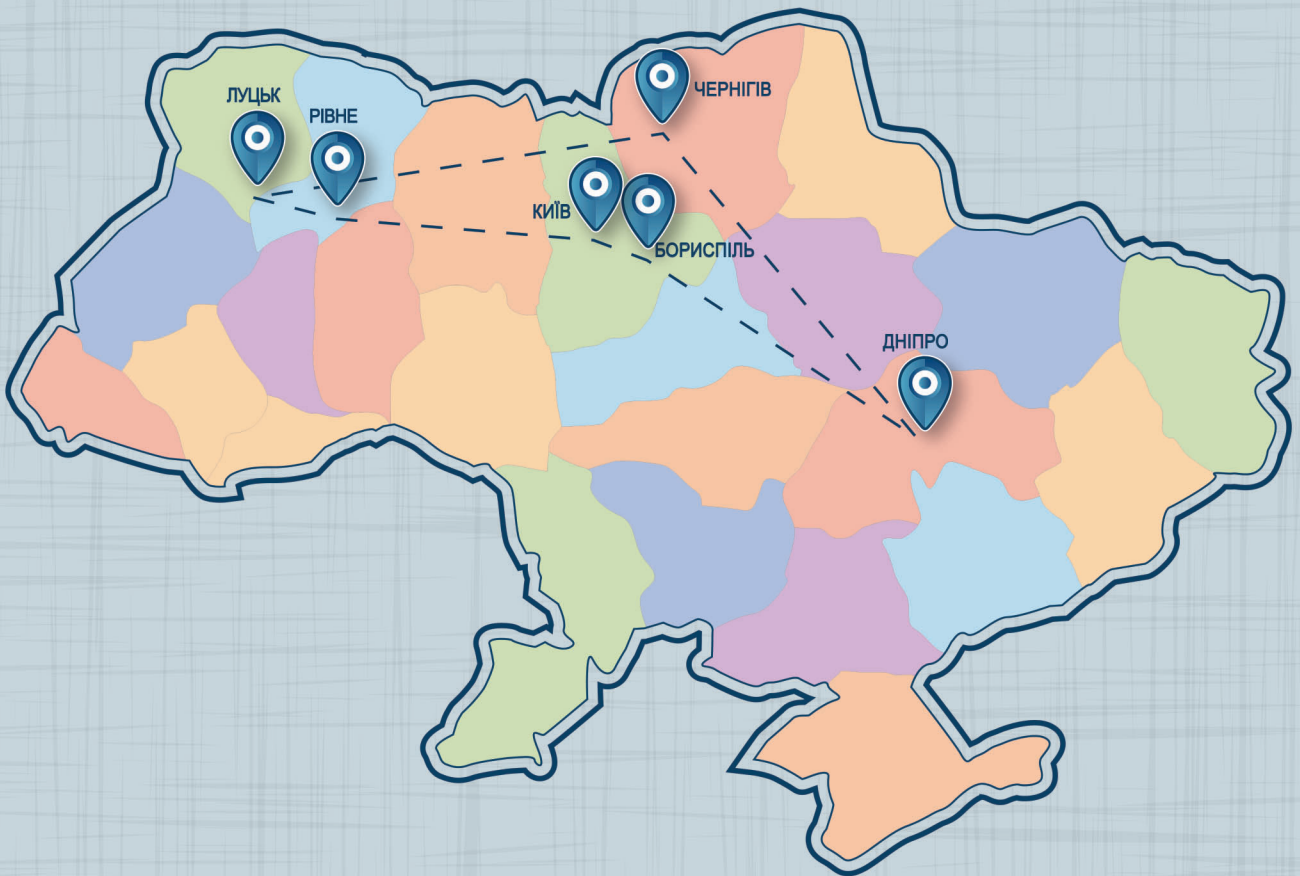 ЧЕРНІГІВ
ЛУЦЬК
РІВНЕ
КИЇВ
БОРИСПІЛЬ
ДНІПРО